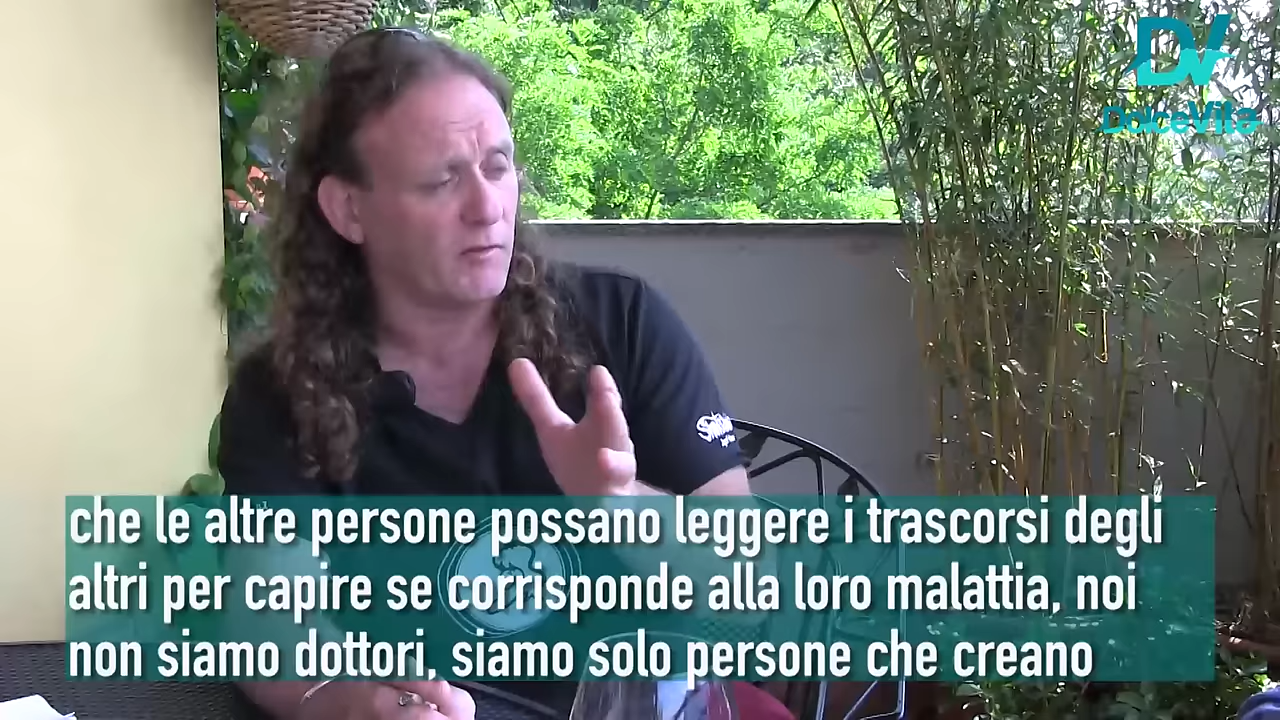 DV
DolceVita
che le altre persone possano leggere i trascorsi degli
altri per capire se corrisponde alla loro malattia, noi
non siamo dottori, siamo solo persone che creano